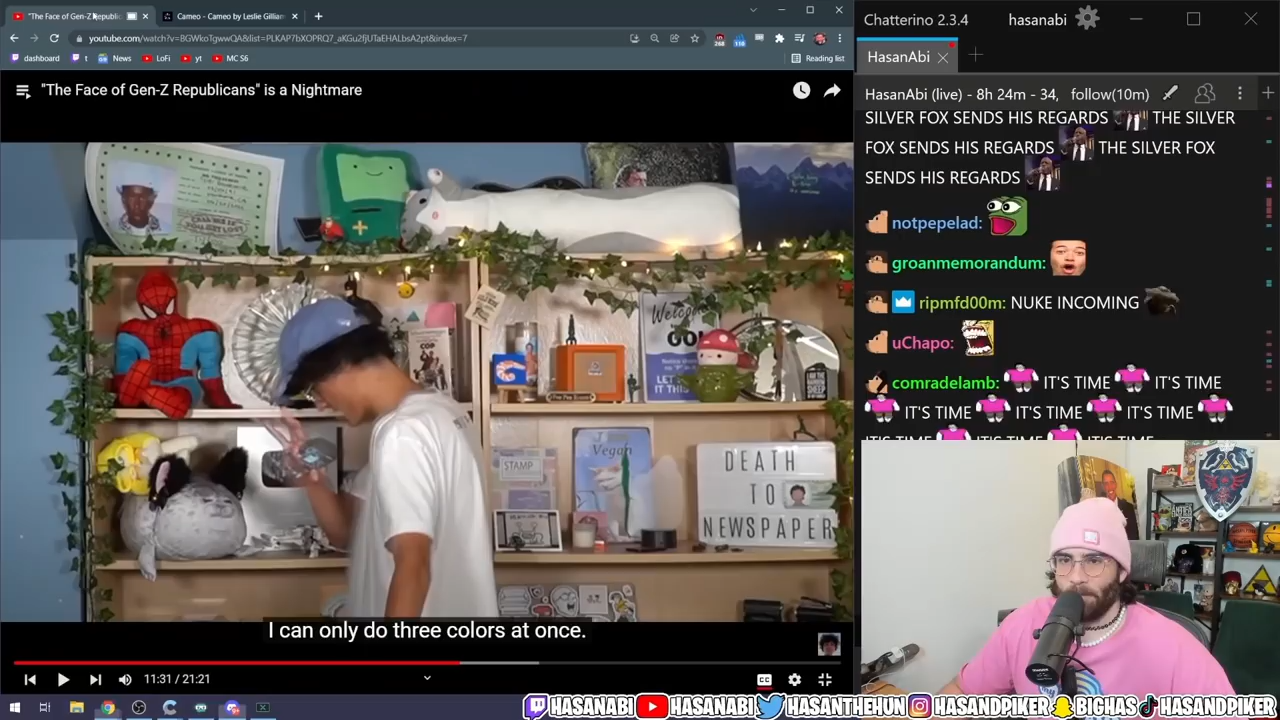 "The Face of Gen-Z Republic
Cameo - Cameo by Leslie Gilliam
youtube.com/watch?v=BGWkoTgwwQA&list=PLKAP7bXOPRQ7_aKGu2fjUTaEHALbsA2pt&index=7
dashboard
t
News
LoFi
yt
MC S6
Reading list
"The Face of Gen-Z Republicans" is a Nightmare
Welcome
STAMP
Vegan
DEATH
TO
NEWSPAPER
I can only do three colors at once.
11:31 / 21:21
Chatterino 2.3.4
hasanabi
HasanAbi
HasanAbi (live) - 8h 24m - 34,
follow(10m)
SILVER FOX SENDS HIS REGARDS THE SILVER
FOX SENDS HIS REGARDS THE SILVER FOX
SENDS HIS REGARDS
notpepelad:
groanmemorandum:
ripmfd00m: NUKE INCOMING
uChapo:
comradelamb: IT'S TIME IT'S TIME
IT'S TIME IT'S TIME IT'S TIME
IT'S TIME IT'S TIME
HASANABI HASANABI HASANTHEHUN HASANDPIKER BIGHAS HASANDPIKER